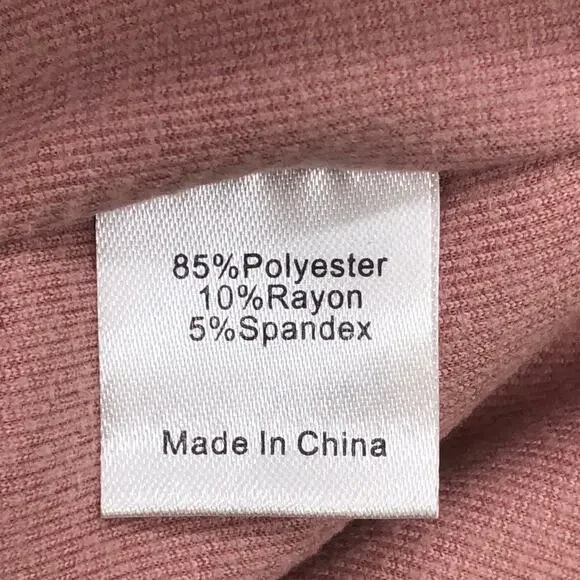 85%Polyester
10%Rayon
5%Spandex
Made In China